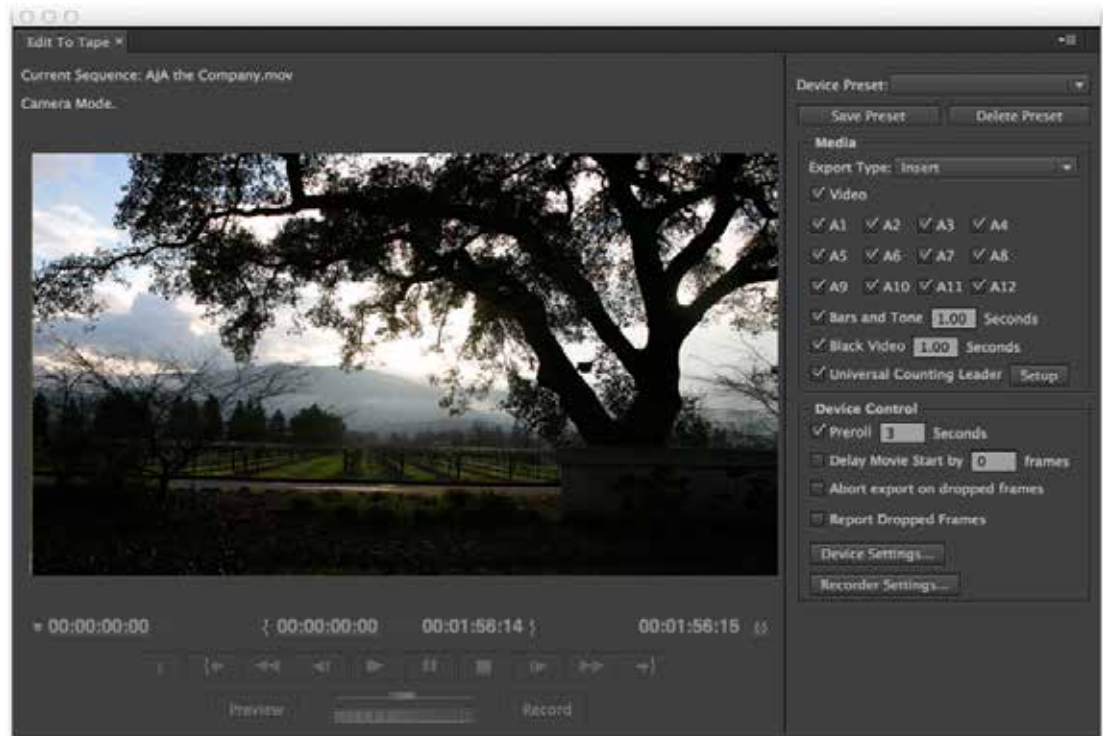 Edit To Tape ×
Current Sequence: AJA the Company.mov
Camera Mode.
Device Preset:
Save Preset Delete Preset
Media
Export Type: Insert
Video
A1 A2 A3 A4
A5 A6 A7 A8
A9 A10 A11 A12
Bars and Tone 1.00 Seconds
Black Video 1.00 Seconds
Universal Counting Leader Setup
Device Control
Preroll 3 Seconds
Delay Movie Start by 0 frames
Abort export on dropped frames
Report Dropped Frames
Device Settings...
Recorder Settings...
00:00:00:00 { 00:00:00:00 00:01:56:14 } 00:01:56:15
Preview Record